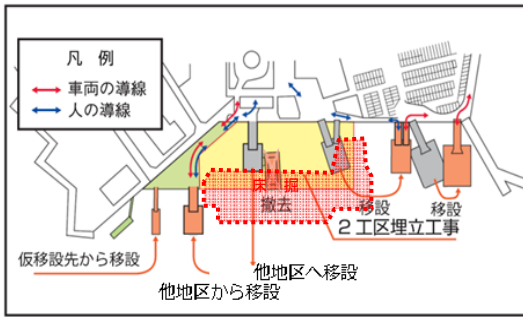 凡 例
車両の導線
人の導線
床 掘
撤去
移設
移設
2工区埋立工事
仮移設先から移設
他地区へ移設
他地区から移設